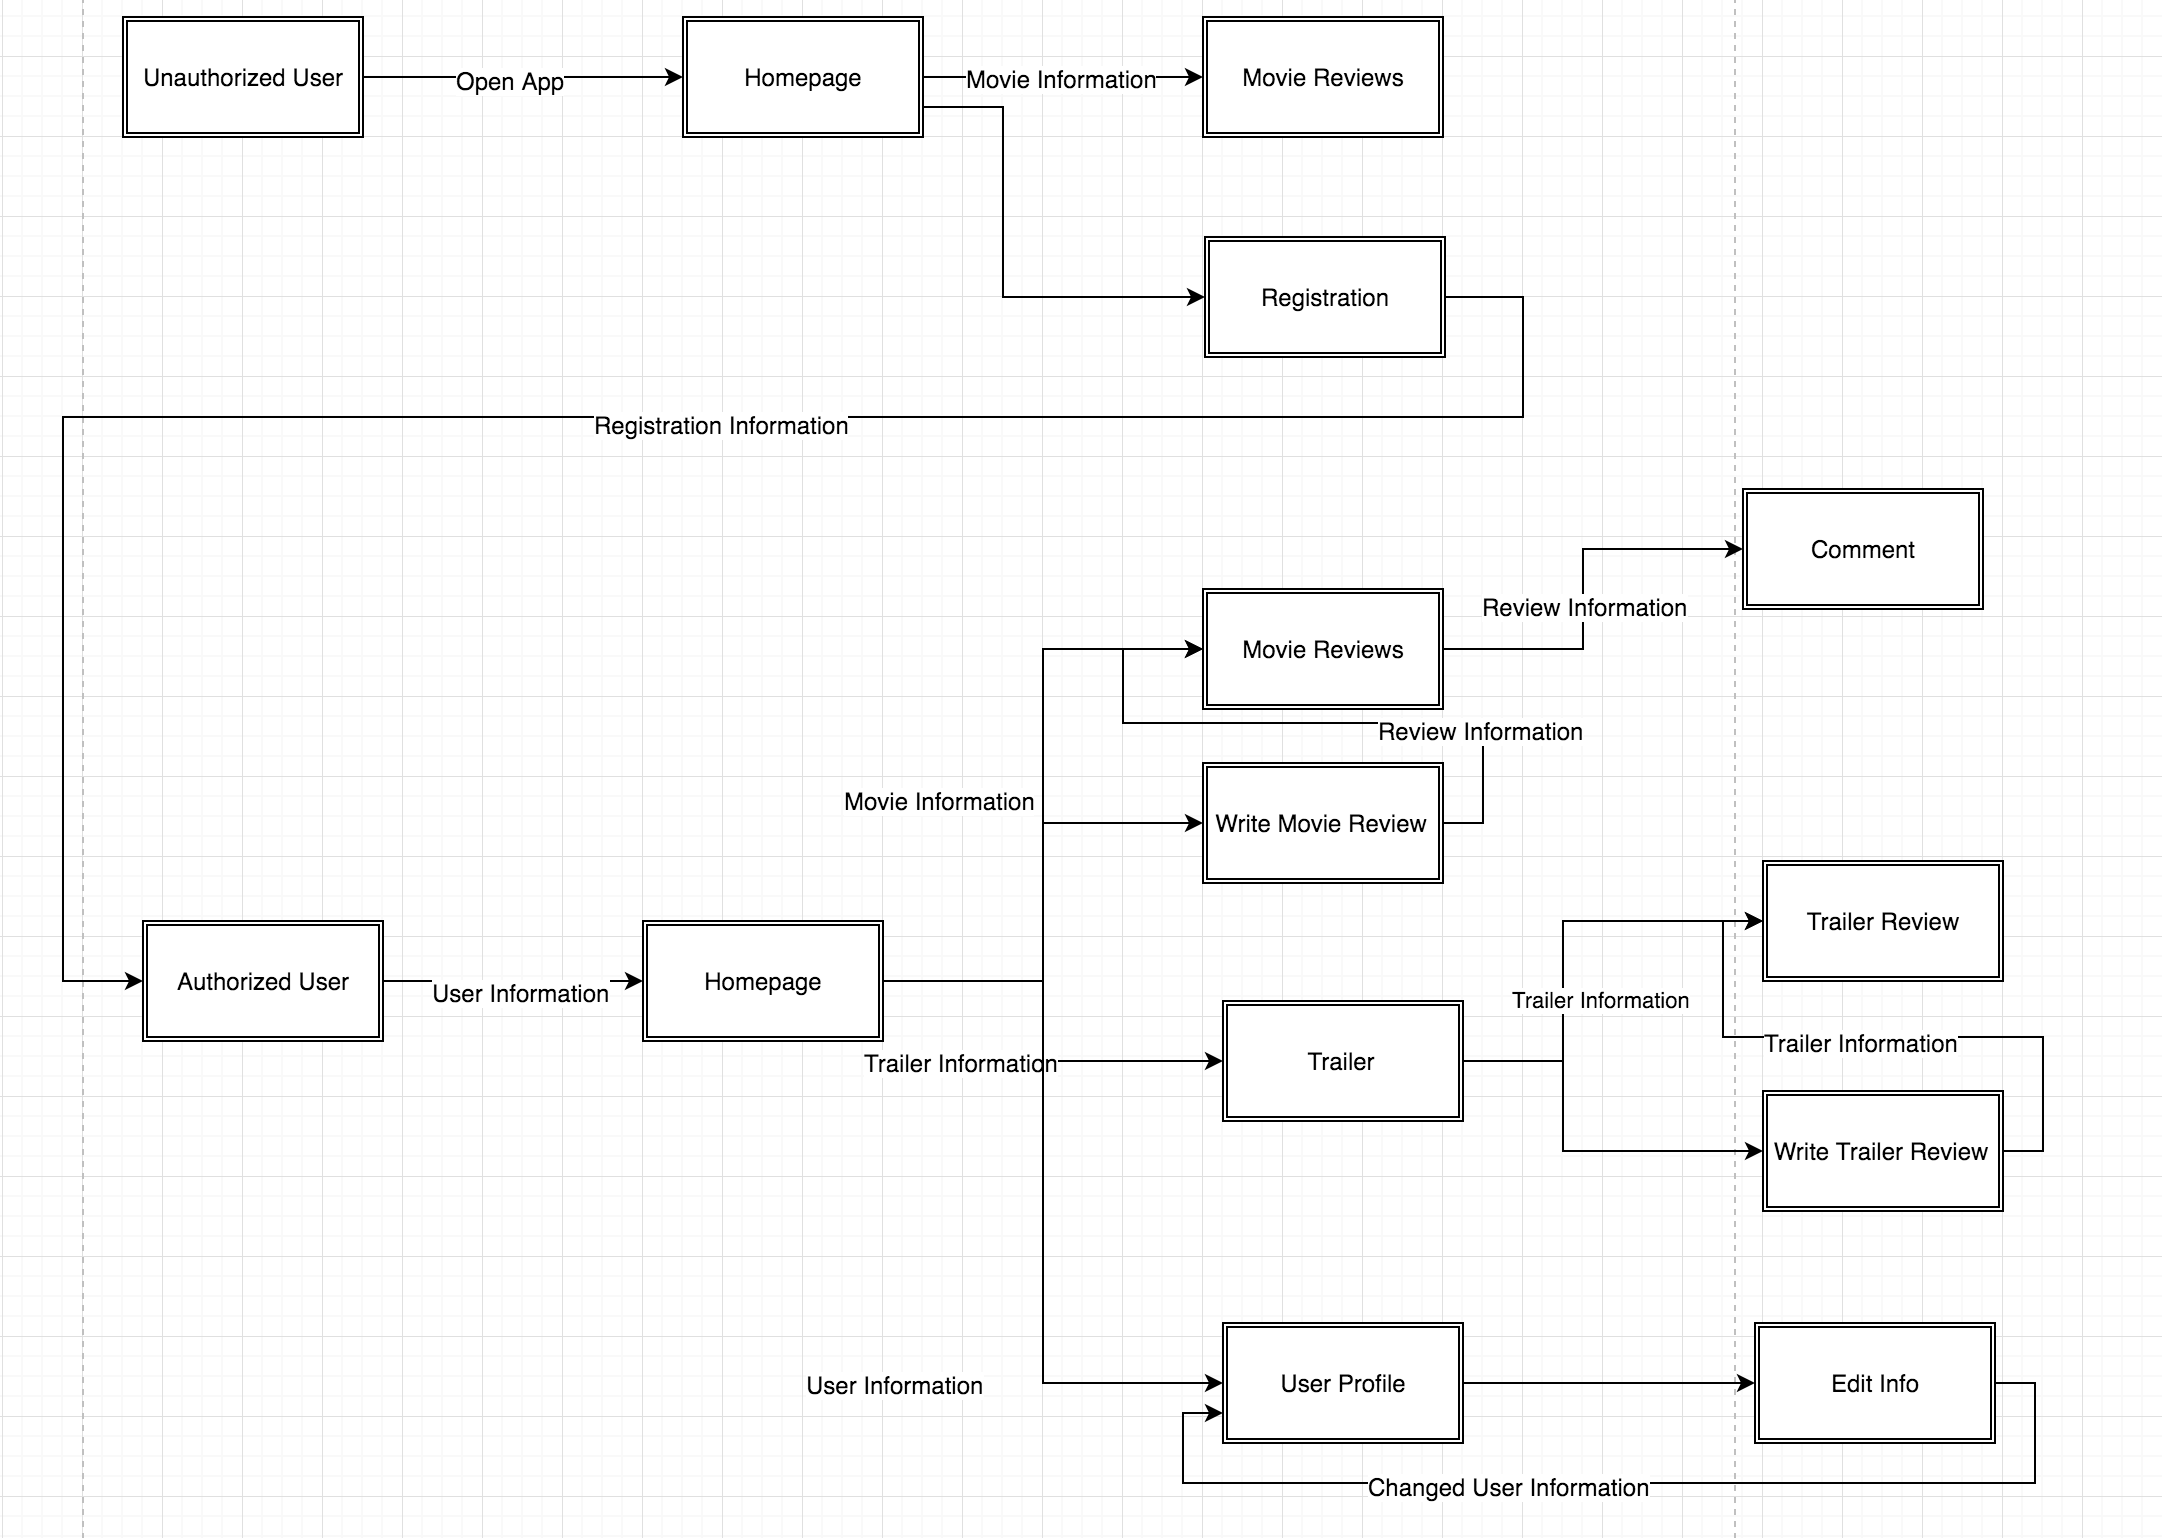 Unauthorized User
Open App
Homepage
Movie Information
Movie Reviews
Registration
Registration Information
Comment
Review Information
Movie Reviews
Review Information
Movie Information
Write Movie Review
Trailer Review
Authorized User
User Information
Homepage
Trailer Information
Trailer Information
Trailer
Trailer Information
Write Trailer Review
User Information
User Profile
Edit Info
Changed User Information